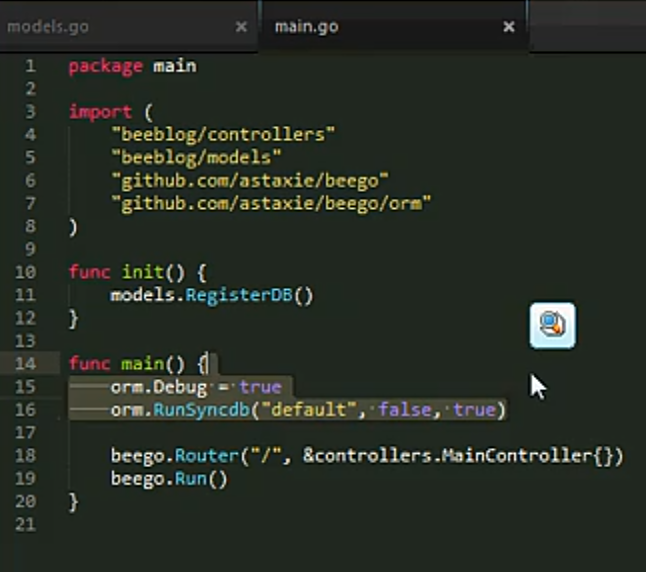 models.go × main.go ×
1 package main
2
3 import (
4     "beeblog/controllers"
5     "beeblog/models"
6     "github.com/astaxie/beego"
7     "github.com/astaxie/beego/orm"
8 )
9
10 func init() {
11     models.RegisterDB()
12 }
13
14 func main() {
15     orm.Debug = true
16     orm.RunSyncdb("default", false, true)
17
18     beego.Router("/", &controllers.MainController{})
19     beego.Run()
20 }
21